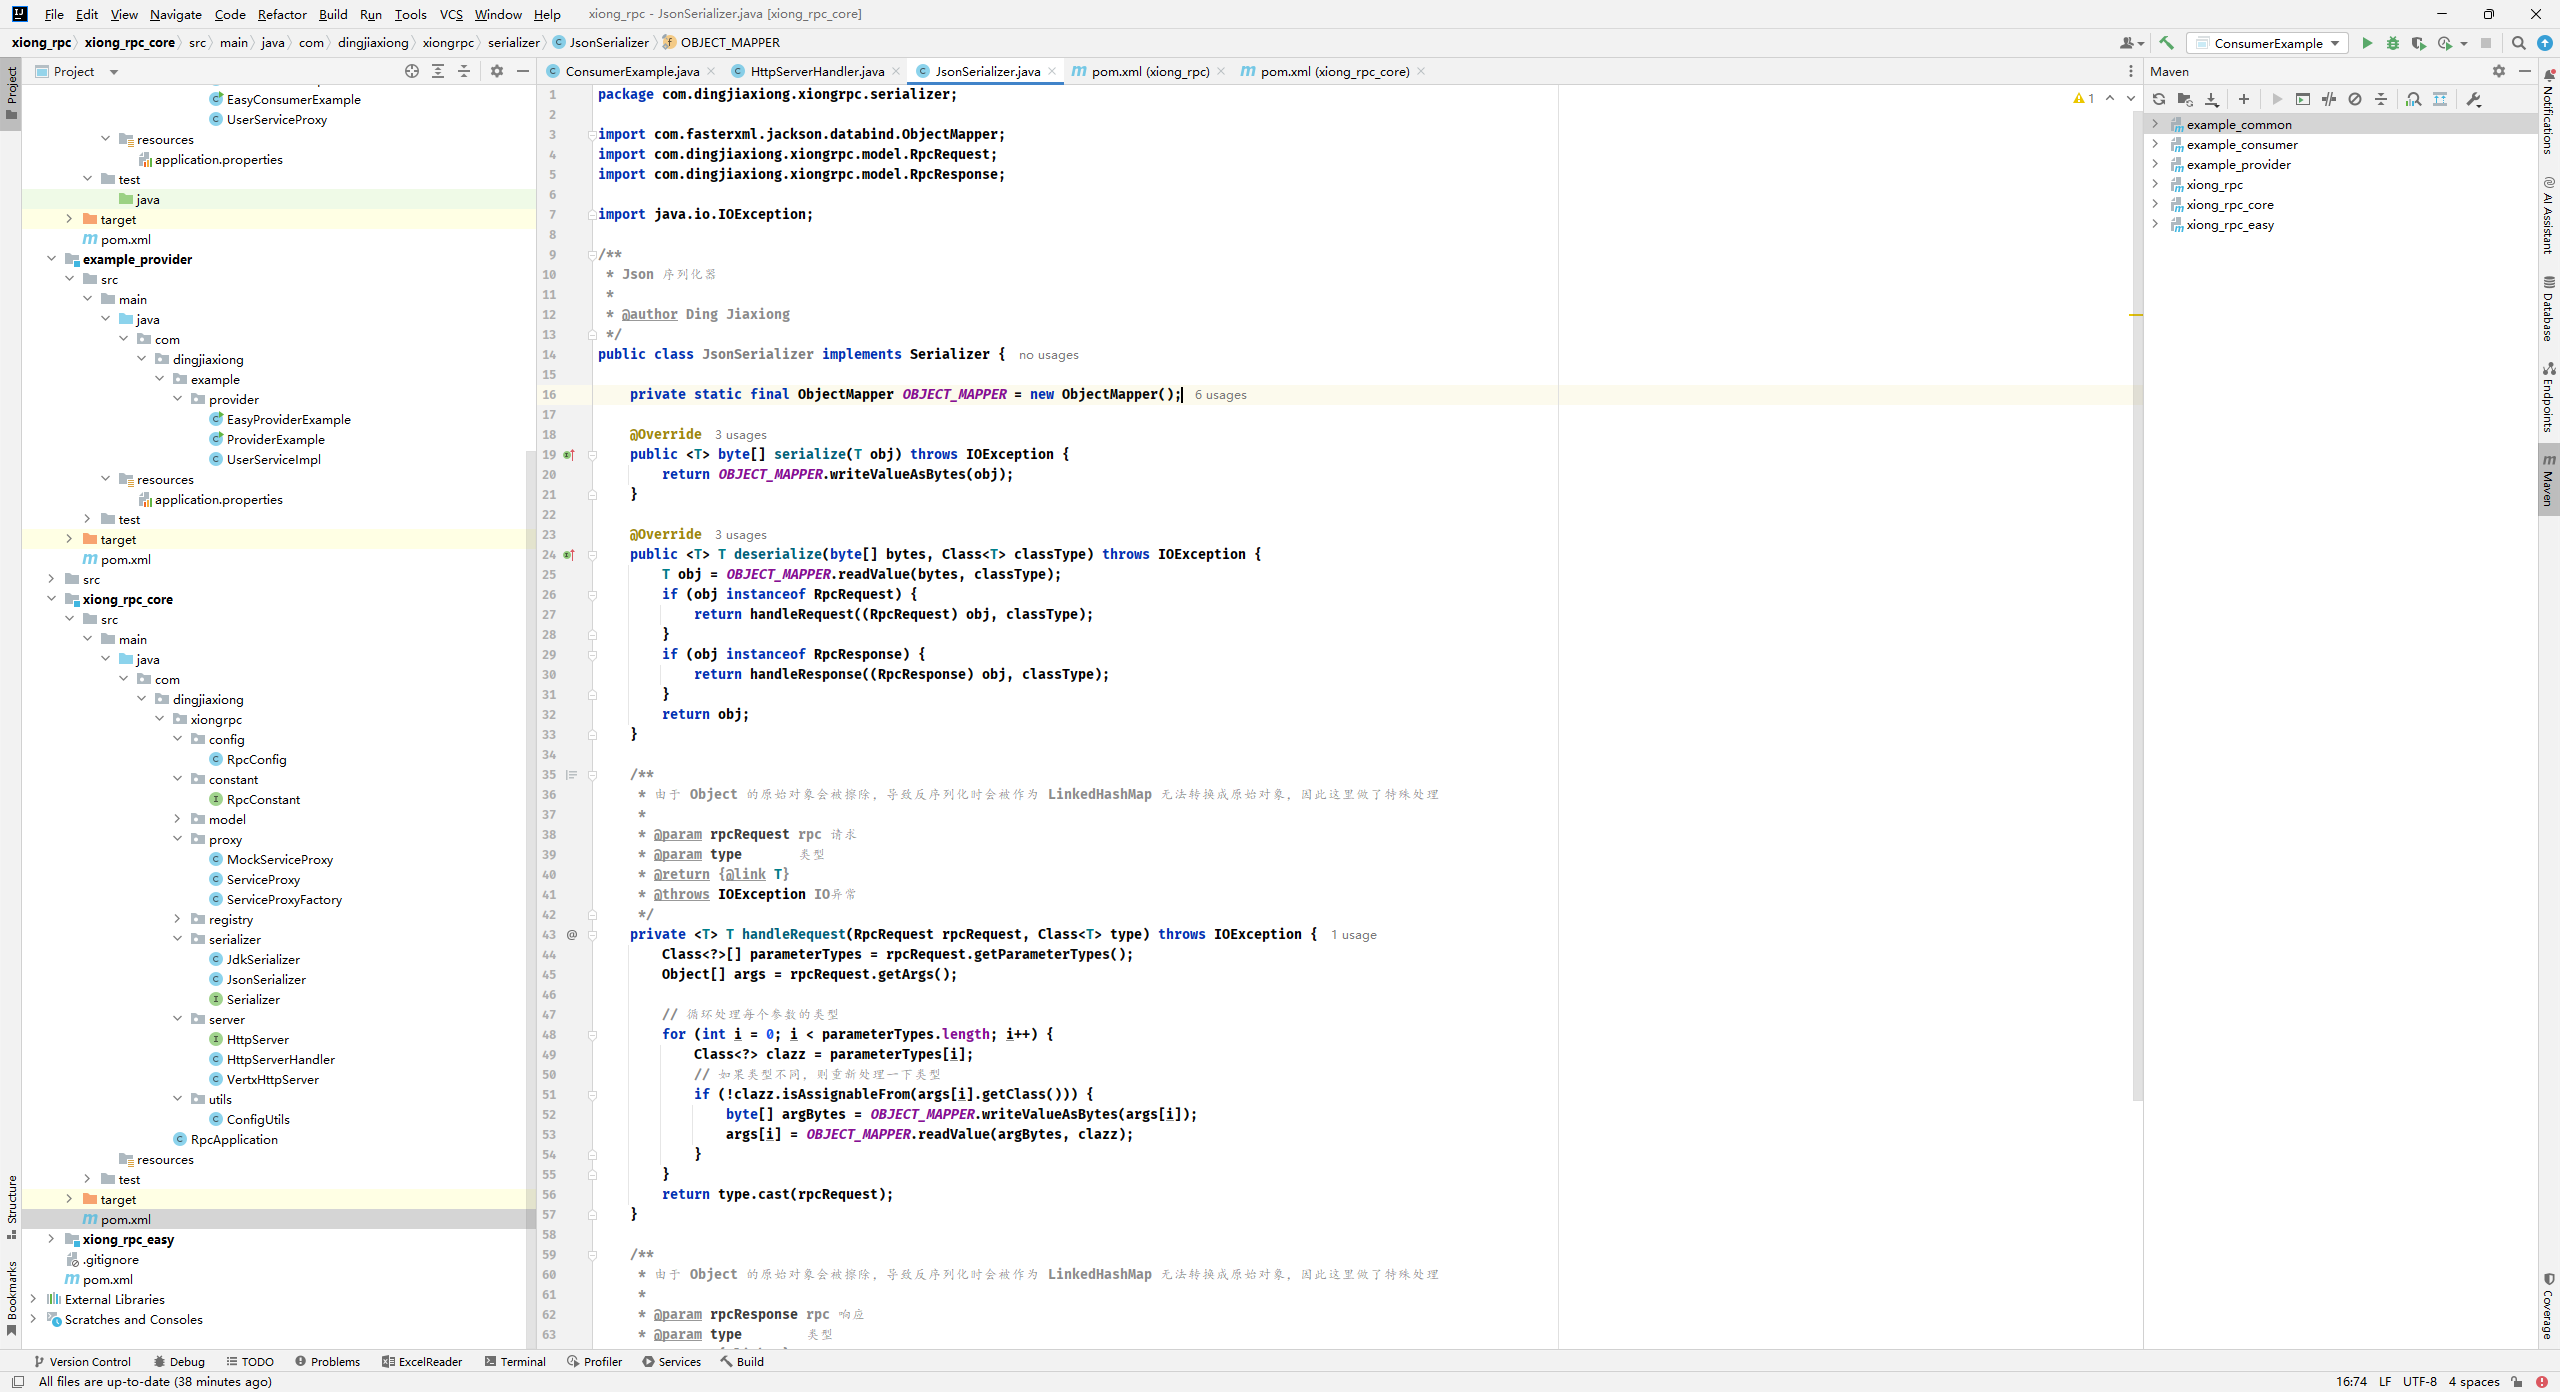 File Edit View Navigate Code Refactor Build Run Tools VCS Window Help xiong_rpc - JsonSerializer.java [xiong_rpc_core]
xiong_rpc xiong_rpc_core src main java com dingjiaxiong xiongrpc serializer JsonSerializer OBJECT_MAPPER
ConsumerExample
Project
ConsumerExample.java HttpServerHandler.java JsonSerializer.java pom.xml (xiong_rpc) pom.xml (xiong_rpc_core)
Maven
Project
Structure
Bookmarks
EasyConsumerExample
UserServiceProxy
resources
application.properties
test
java
target
pom.xml
example_provider
src
main
java
com
dingjiaxiong
example
provider
EasyProviderExample
ProviderExample
UserServiceImpl
resources
application.properties
test
target
pom.xml
src
xiong_rpc_core
src
main
java
com
dingjiaxiong
xiongrpc
config
RpcConfig
constant
RpcConstant
model
proxy
MockServiceProxy
ServiceProxy
ServiceProxyFactory
registry
serializer
JdkSerializer
JsonSerializer
Serializer
server
HttpServer
HttpServerHandler
VertxHttpServer
utils
ConfigUtils
RpcApplication
resources
test
target
pom.xml
xiong_rpc_easy
.gitignore
pom.xml
External Libraries
Scratches and Consoles
1 package com.dingjiaxiong.xiongrpc.serializer;
2
3 import com.fasterxml.jackson.databind.ObjectMapper;
4 import com.dingjiaxiong.xiongrpc.model.RpcRequest;
5 import com.dingjiaxiong.xiongrpc.model.RpcResponse;
6
7 import java.io.IOException;
8
9 /**
10 * Json 序列化器
11 *
12 * @author Ding Jiaxiong
13 */
14 public class JsonSerializer implements Serializer { no usages
15
16 private static final ObjectMapper OBJECT_MAPPER = new ObjectMapper(); 6 usages
17
18 @Override 3 usages
19 public <T> byte[] serialize(T obj) throws IOException {
20 return OBJECT_MAPPER.writeValueAsBytes(obj);
21 }
22
23 @Override 3 usages
24 public <T> T deserialize(byte[] bytes, Class<T> classType) throws IOException {
25 T obj = OBJECT_MAPPER.readValue(bytes, classType);
26 if (obj instanceof RpcRequest) {
27 return handleRequest((RpcRequest) obj, classType);
28 }
29 if (obj instanceof RpcResponse) {
30 return handleResponse((RpcResponse) obj, classType);
31 }
32 return obj;
33 }
34
35 /**
36 * 由于 Object 的原始对象会被擦除，导致反序列化时会被作为 LinkedHashMap 无法转换成原始对象，因此这里做了特殊处理
37 *
38 * @param rpcRequest rpc 请求
39 * @param type 类型
40 * @return {@link T}
41 * @throws IOException IO异常
42 */
43 @ private <T> T handleRequest(RpcRequest rpcRequest, Class<T> type) throws IOException { 1 usage
44 Class<?>[] parameterTypes = rpcRequest.getParameterTypes();
45 Object[] args = rpcRequest.getArgs();
46
47 // 循环处理每个参数的类型
48 for (int i = 0; i < parameterTypes.length; i++) {
49 Class<?> clazz = parameterTypes[i];
50 // 如果类型不同，则重新处理一下类型
51 if (!clazz.isAssignableFrom(args[i].getClass())) {
52 byte[] argBytes = OBJECT_MAPPER.writeValueAsBytes(args[i]);
53 args[i] = OBJECT_MAPPER.readValue(argBytes, clazz);
54 }
55 }
56 return type.cast(rpcRequest);
57 }
58
59 /**
60 * 由于 Object 的原始对象会被擦除，导致反序列化时会被作为 LinkedHashMap 无法转换成原始对象，因此这里做了特殊处理
61 *
62 * @param rpcResponse rpc 响应
63 * @param type 类型
1
example_common
example_consumer
example_provider
xiong_rpc
xiong_rpc_core
xiong_rpc_easy
Notifications
AI Assistant
Database
Endpoints
Maven
Coverage
Version Control Debug TODO Problems ExcelReader Terminal Profiler Services Build
All files are up-to-date (38 minutes ago) 16:74 LF UTF-8 4 spaces